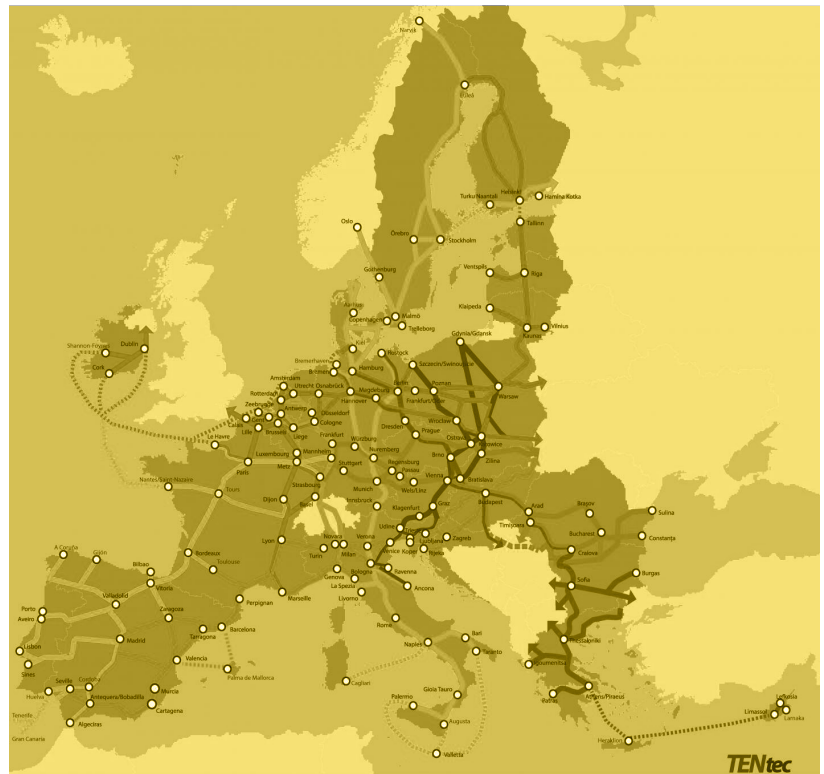 Narvik
Luleå
Helsinki
Turku Naantali
Hamina Kotka
Tallinn
Oslo
Örebro
Stockholm
Ventspils
Riga
Gothenburg
Klaipeda
Vilnius
Kaunas
Aarhus
Malmö
Copenhagen
Trelleborg
Gdynia/Gdansk
Shannon-Foynes
Dublin
Cork
Kiel
Rostock
Bremerhaven
Bremen
Hamburg
Szczecin/Swinoujscie
Amsterdam
Rotterdam
Utrecht
Osnabrück
Magdeburg
Hannover
Berlin
Poznan
Frankfurt/Oder
Warsaw
Zeebrugge
Antwerp
Düsseldorf
Cologne
Calais
Gent
Lille
Brussels
Liège
Dresden
Prague
Wroclaw
Ostrava
Katowice
Le Havre
Frankfurt
Würzburg
Luxembourg
Mannheim
Nuremberg
Brno
Zilina
Paris
Metz
Stuttgart
Regensburg
Passau
Nantes/Saint-Nazaire
Tours
Strasbourg
Munich
Wels/Linz
Vienna
Bratislava
Dijon
Basel
Innsbruck
Budapest
Graz
Klagenfurt
Arad
Brașov
Sulina
Lyon
Novara
Verona
Udine
Ljubljana
Zagreb
Timișoara
Bucharest
Constanța
Turin
Milan
Venice
Koper
Rijeka
Craiova
A Coruña
Gijón
Bilbao
Bordeaux
Toulouse
Bologna
Ravenna
Genova
La Spezia
Livorno
Ancona
Sofia
Burgas
Vitoria
Valladolid
Zaragoza
Perpignan
Marseille
Porto
Aveiro
Tarragona
Barcelona
Rome
Bari
Naples
Taranto
Thessaloniki
Lisbon
Madrid
Valencia
Palma de Mallorca
Igoumenitsa
Sines
Cagliari
Gioia Tauro
Patras
Athens/Piraeus
Seville
Cordoba
Huelva
Antequera/Bobadilla
Murcia
Cartagena
Palermo
Augusta
Lefkosia
Limassol
Larnaka
Tenerife
Algeciras
Gran Canaria
Valletta
Heraklion
TENtec